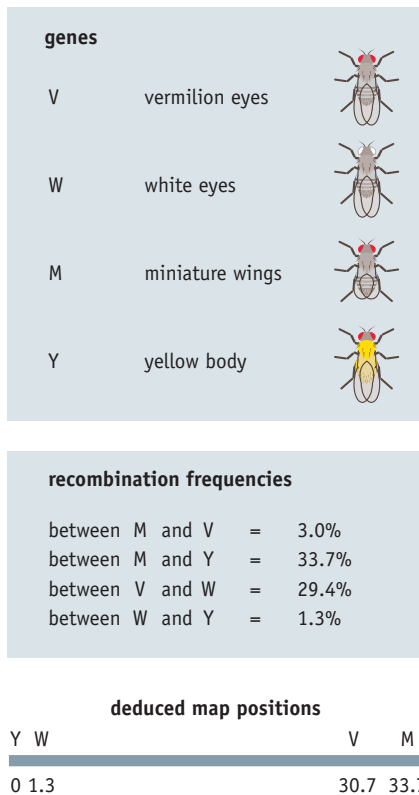 genes
V vermilion eyes
W white eyes
M miniature wings
Y yellow body
recombination frequencies
between M and V = 3.0%
between M and Y = 33.7%
between V and W = 29.4%
between W and Y = 1.3%
deduced map positions
Y W V M
0 1.3 30.7 33.7